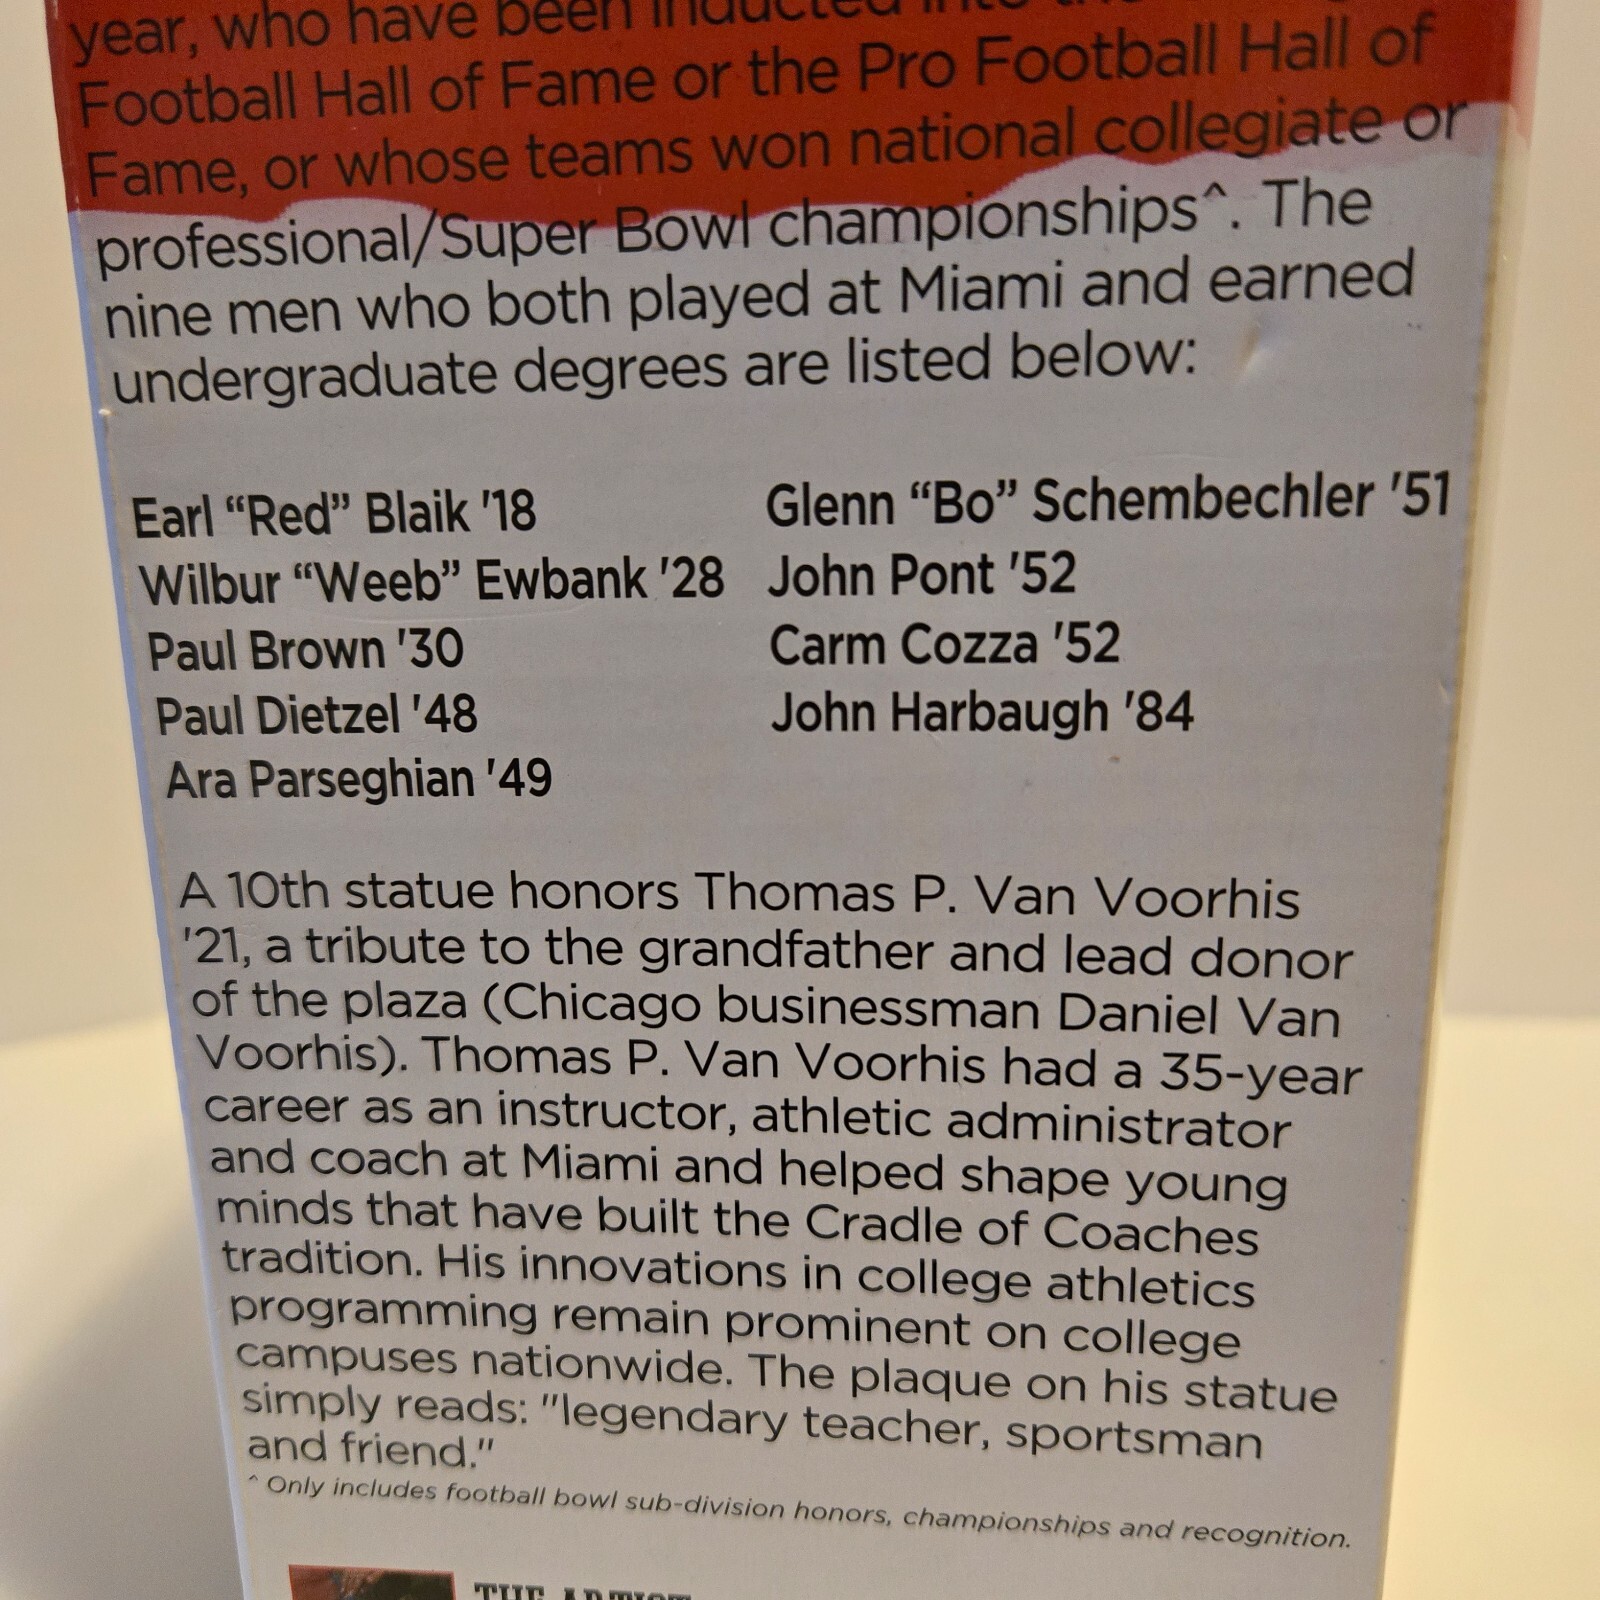 year, who have been inducted into the
Football Hall of Fame or the Pro Football Hall of
Fame, or whose teams won national collegiate or
professional/Super Bowl championships^. The
nine men who both played at Miami and earned
undergraduate degrees are listed below:
Earl “Red” Blaik '18
Wilbur “Weeb” Ewbank '28
Paul Brown '30
Paul Dietzel '48
Ara Parseghian '49
Glenn “Bo” Schembechler '51
John Pont '52
Carm Cozza '52
John Harbaugh '84
A 10th statue honors Thomas P. Van Voorhis
'21, a tribute to the grandfather and lead donor
of the plaza (Chicago businessman Daniel Van
Voorhis). Thomas P. Van Voorhis had a 35-year
career as an instructor, athletic administrator
and coach at Miami and helped shape young
minds that have built the Cradle of Coaches
tradition. His innovations in college athletics
programming remain prominent on college
campuses nationwide. The plaque on his statue
simply reads: "legendary teacher, sportsman
and friend."
^ Only includes football bowl sub-division honors, championships and recognition.
THE ARTIST